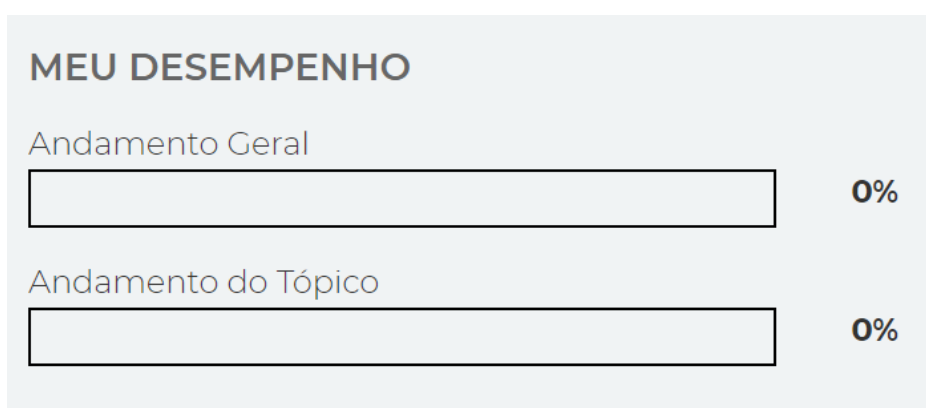 MEU DESEMPENHO
Andamento Geral
0%
Andamento do Tópico
0%